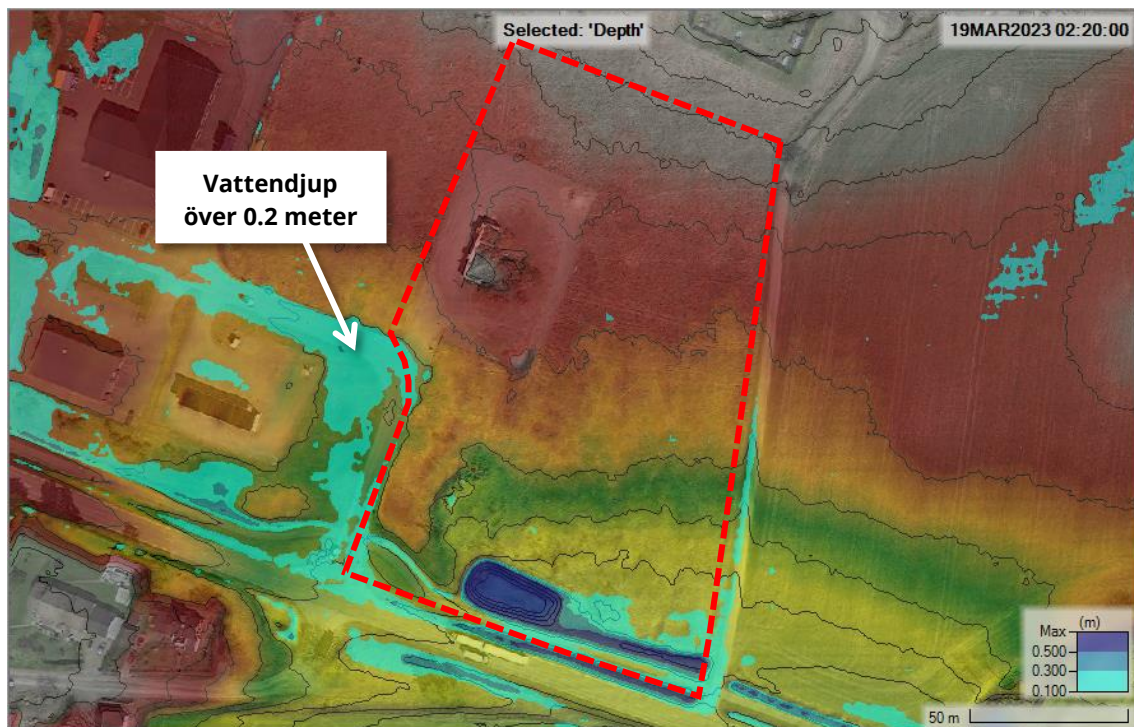 Selected: 'Depth'
19MAR2023 02:20:00
Vattendjup
över 0.2 meter
(m)
Max
0.500
0.300
0.100
50 m